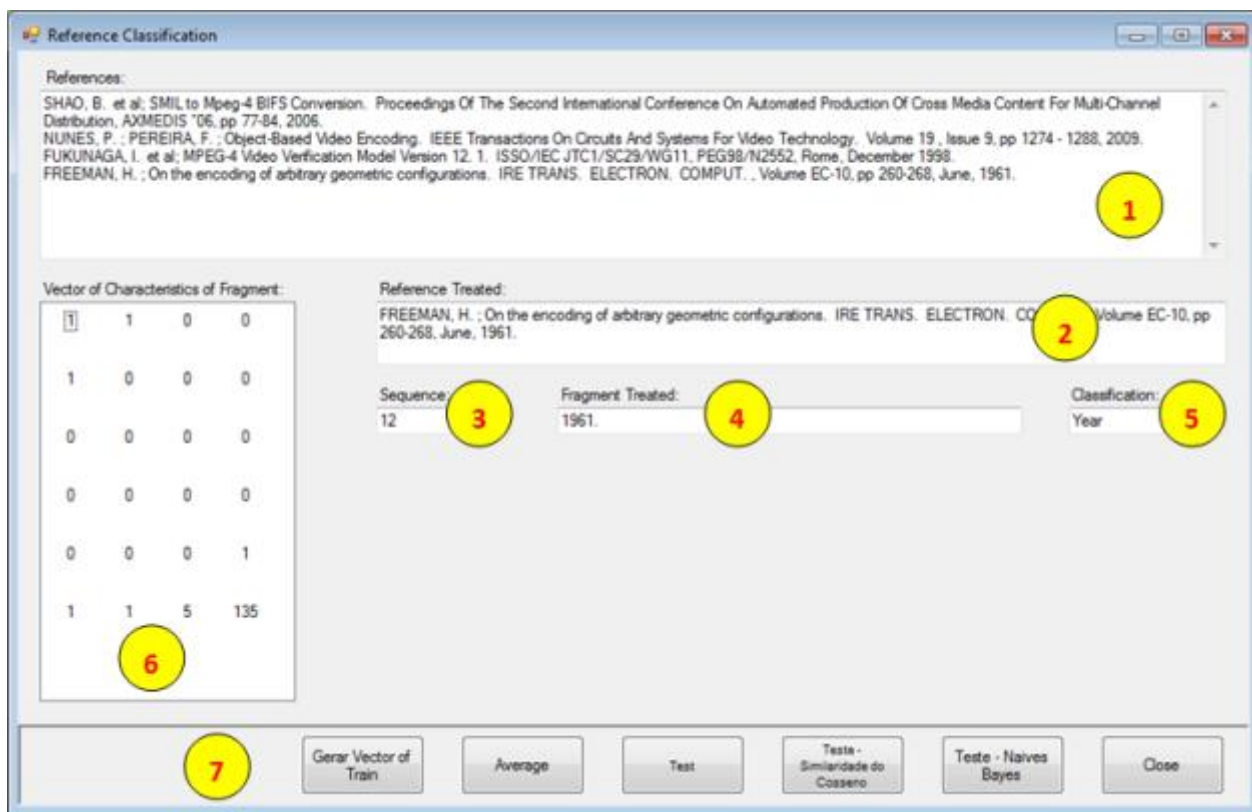 Reference Classification
References:
SHAO, B. et al; SMIL to Mpeg-4 BIFS Conversion. Proceedings Of The Second International Conference On Automated Production Of Cross Media Content For Multi-Channel
Distribution, AXMEDIS "06, pp 77-84, 2006.
NUNES, P. ; PEREIRA, F. ; Object-Based Video Encoding. IEEE Transactions On Circuits And Systems For Video Technology. Volume 19 , Issue 9, pp 1274 - 1288, 2009.
FUKUNAGA, I. et al; MPEG-4 Video Verification Model Version 12. 1. ISSO/IEC JTC1/SC29/WG11, PEG98/N2552, Rome, December 1998.
FREEMAN, H. ; On the encoding of arbitrary geometric configurations. IRE TRANS. ELECTRON. COMPUT. , Volume EC-10, pp 260-268, June, 1961.
1
Vector of Characteristics of Fragment:
1 1 0 0
1 0 0 0
0 0 0 0
0 0 0 0
0 0 0 1
1 1 5 135
6
Reference Treated:
FREEMAN, H. ; On the encoding of arbitrary geometric configurations. IRE TRANS. ELECTRON. Volume EC-10, pp
260-268, June, 1961.
2
Sequence:
12
3
Fragment Treated:
1961.
4
Classification:
Year
5
7
Gerar Vector of
Train
Average
Test
Teste -
Similaridade do
Cosseno
Teste - Naives
Bayes
Close